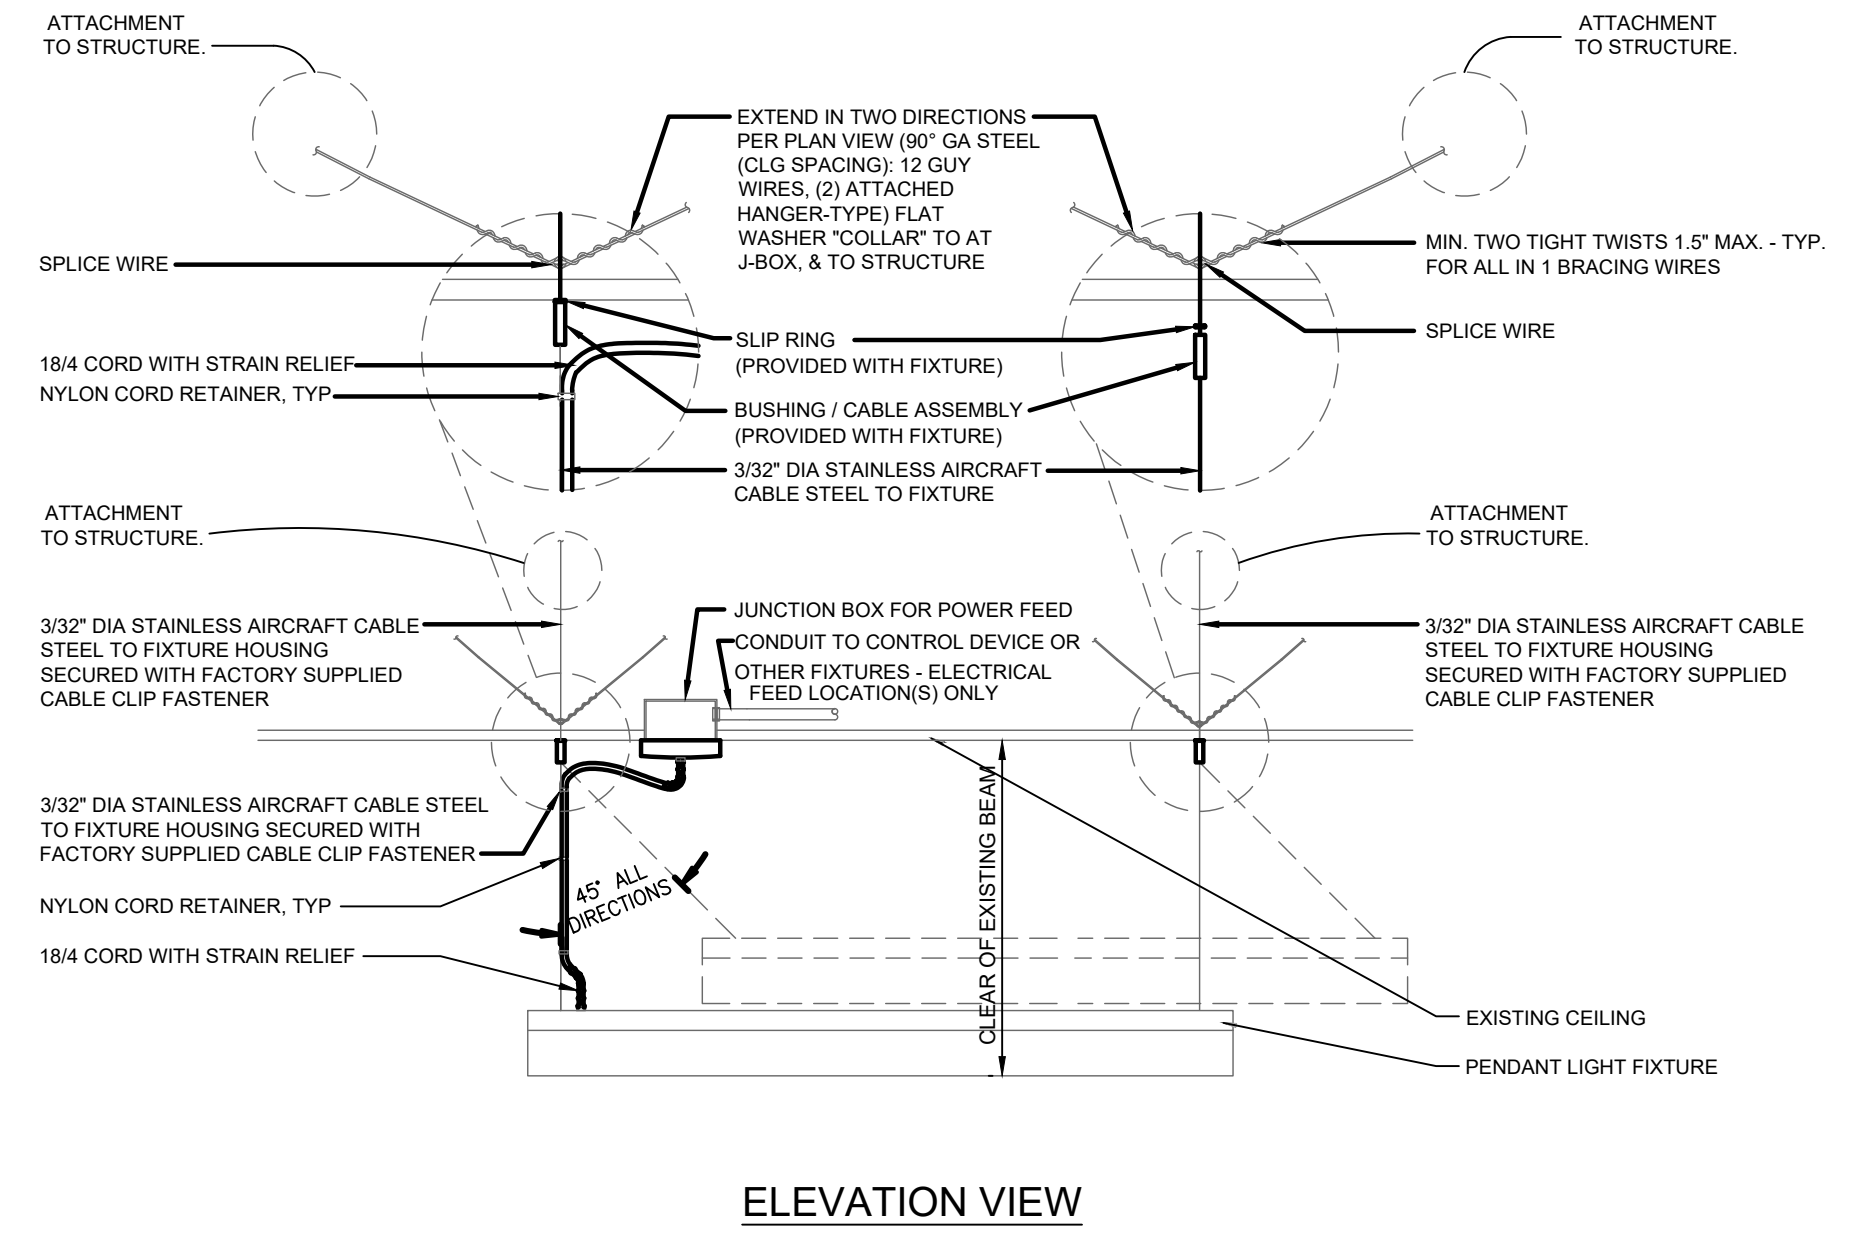 ATTACHMENT
TO STRUCTURE.
ATTACHMENT
TO STRUCTURE.
EXTEND IN TWO DIRECTIONS
PER PLAN VIEW (90° GA STEEL
(CLG SPACING): 12 GUY
WIRES, (2) ATTACHED
HANGER-TYPE) FLAT
WASHER "COLLAR" TO AT
J-BOX, & TO STRUCTURE
SPLICE WIRE
MIN. TWO TIGHT TWISTS 1.5" MAX. - TYP.
FOR ALL IN 1 BRACING WIRES
SPLICE WIRE
SLIP RING
(PROVIDED WITH FIXTURE)
18/4 CORD WITH STRAIN RELIEF
NYLON CORD RETAINER, TYP
BUSHING / CABLE ASSEMBLY
(PROVIDED WITH FIXTURE)
3/32" DIA STAINLESS AIRCRAFT
CABLE STEEL TO FIXTURE
ATTACHMENT
TO STRUCTURE.
ATTACHMENT
TO STRUCTURE.
3/32" DIA STAINLESS AIRCRAFT CABLE
STEEL TO FIXTURE HOUSING
SECURED WITH FACTORY SUPPLIED
CABLE CLIP FASTENER
JUNCTION BOX FOR POWER FEED
CONDUIT TO CONTROL DEVICE OR
OTHER FIXTURES - ELECTRICAL
FEED LOCATION(S) ONLY
3/32" DIA STAINLESS AIRCRAFT CABLE
STEEL TO FIXTURE HOUSING
SECURED WITH FACTORY SUPPLIED
CABLE CLIP FASTENER
3/32" DIA STAINLESS AIRCRAFT CABLE STEEL
TO FIXTURE HOUSING SECURED WITH
FACTORY SUPPLIED CABLE CLIP FASTENER
NYLON CORD RETAINER, TYP
18/4 CORD WITH STRAIN RELIEF
45° ALL
DIRECTIONS
CLEAR OF EXISTING BEAM
EXISTING CEILING
PENDANT LIGHT FIXTURE
ELEVATION VIEW